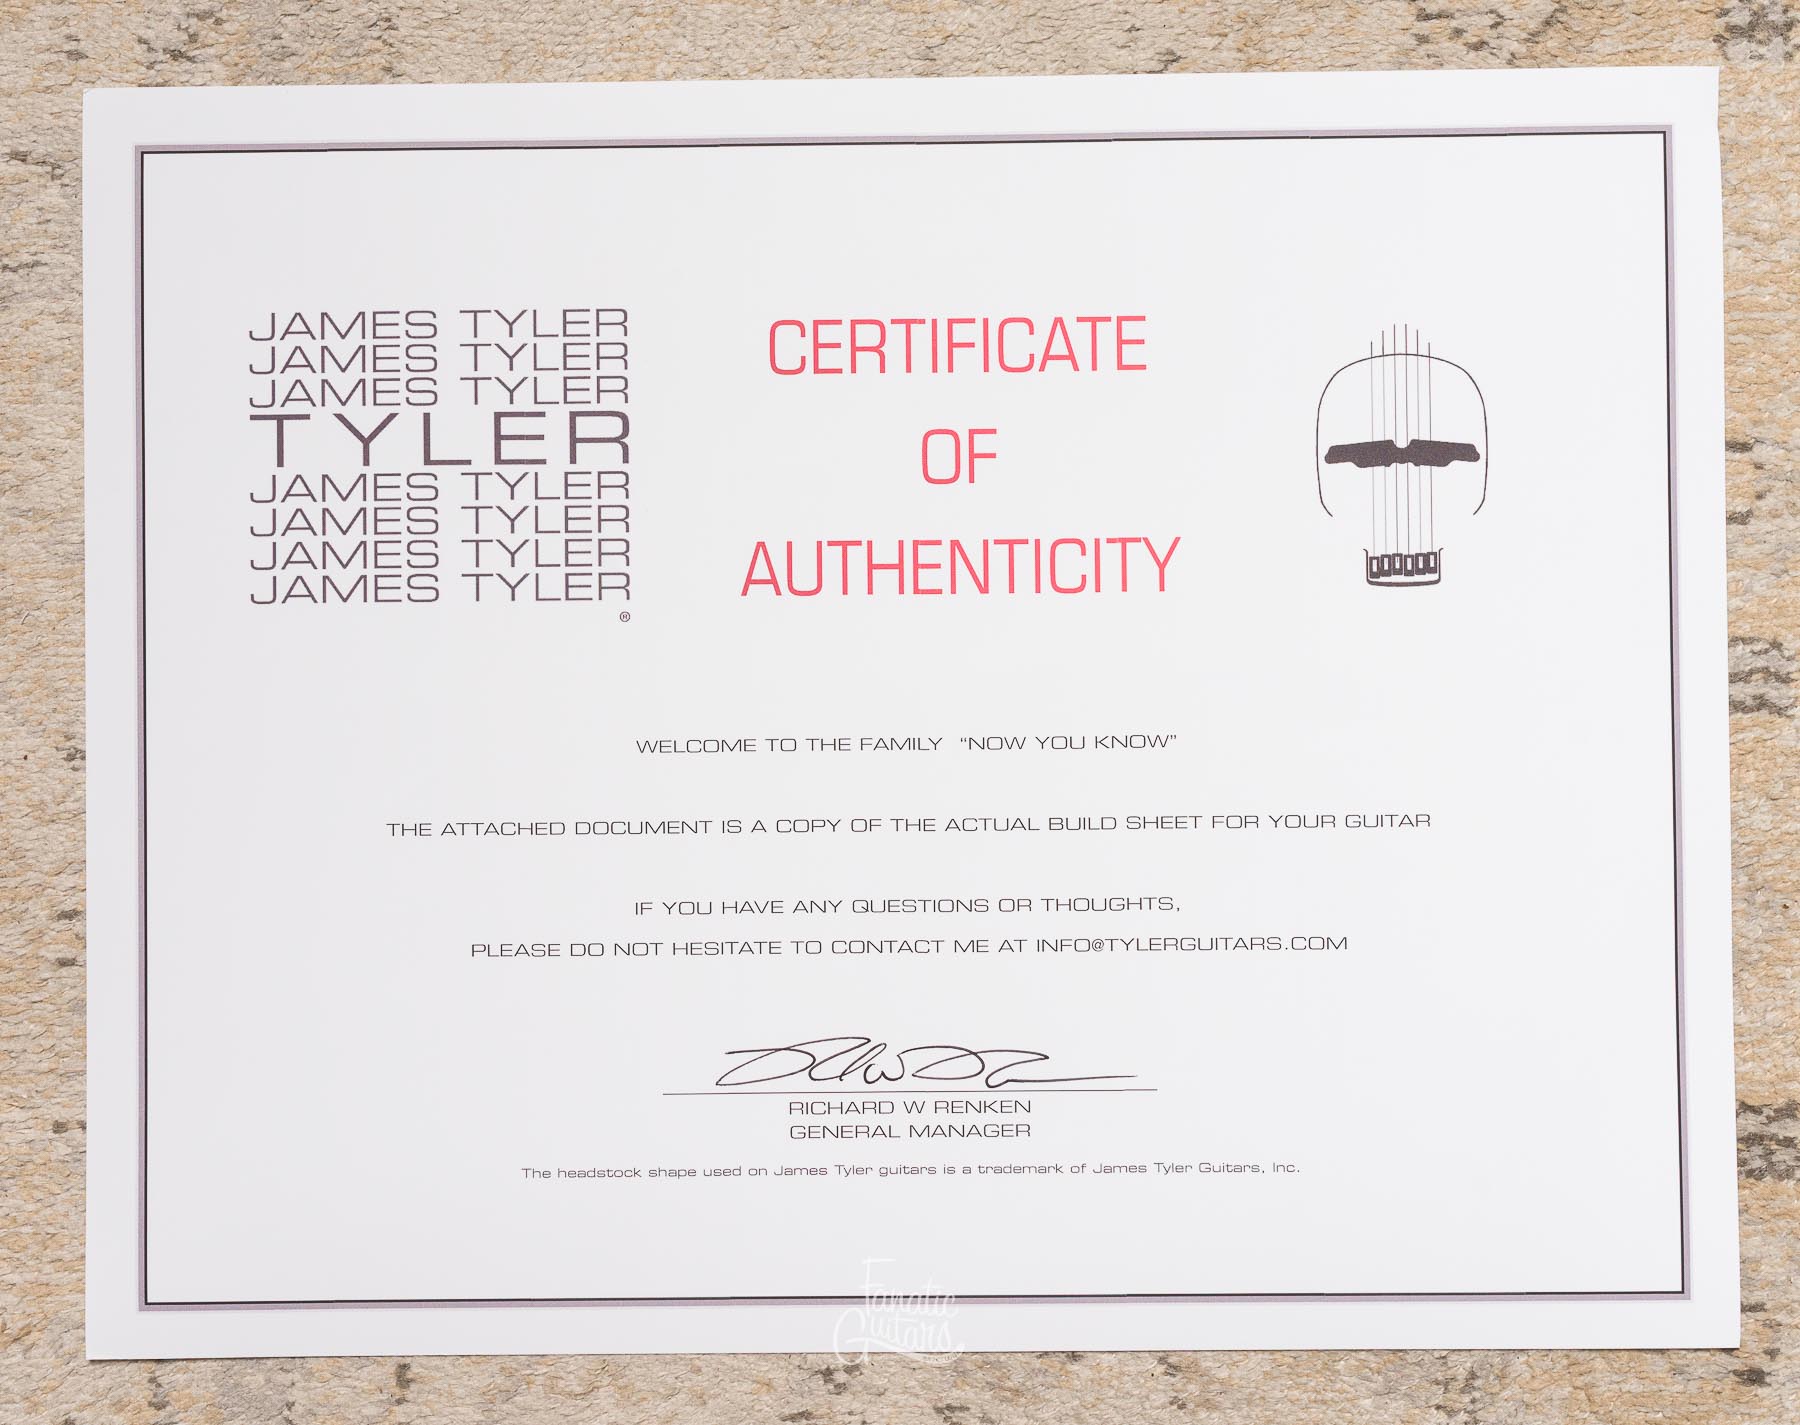 JAMES TYLER
JAMES TYLER
JAMES TYLER
TYLER
JAMES TYLER
JAMES TYLER
JAMES TYLER
JAMES TYLER
®
CERTIFICATE
OF
AUTHENTICITY
WELCOME TO THE FAMILY “NOW YOU KNOW”
THE ATTACHED DOCUMENT IS A COPY OF THE ACTUAL BUILD SHEET FOR YOUR GUITAR
IF YOU HAVE ANY QUESTIONS OR THOUGHTS,
PLEASE DO NOT HESITATE TO CONTACT ME AT INFO@TYLERGUITARS.COM
RICHARD W RENKEN
GENERAL MANAGER
The headstock shape used on James Tyler guitars is a trademark of James Tyler Guitars, Inc.
Fanatic
Guitars